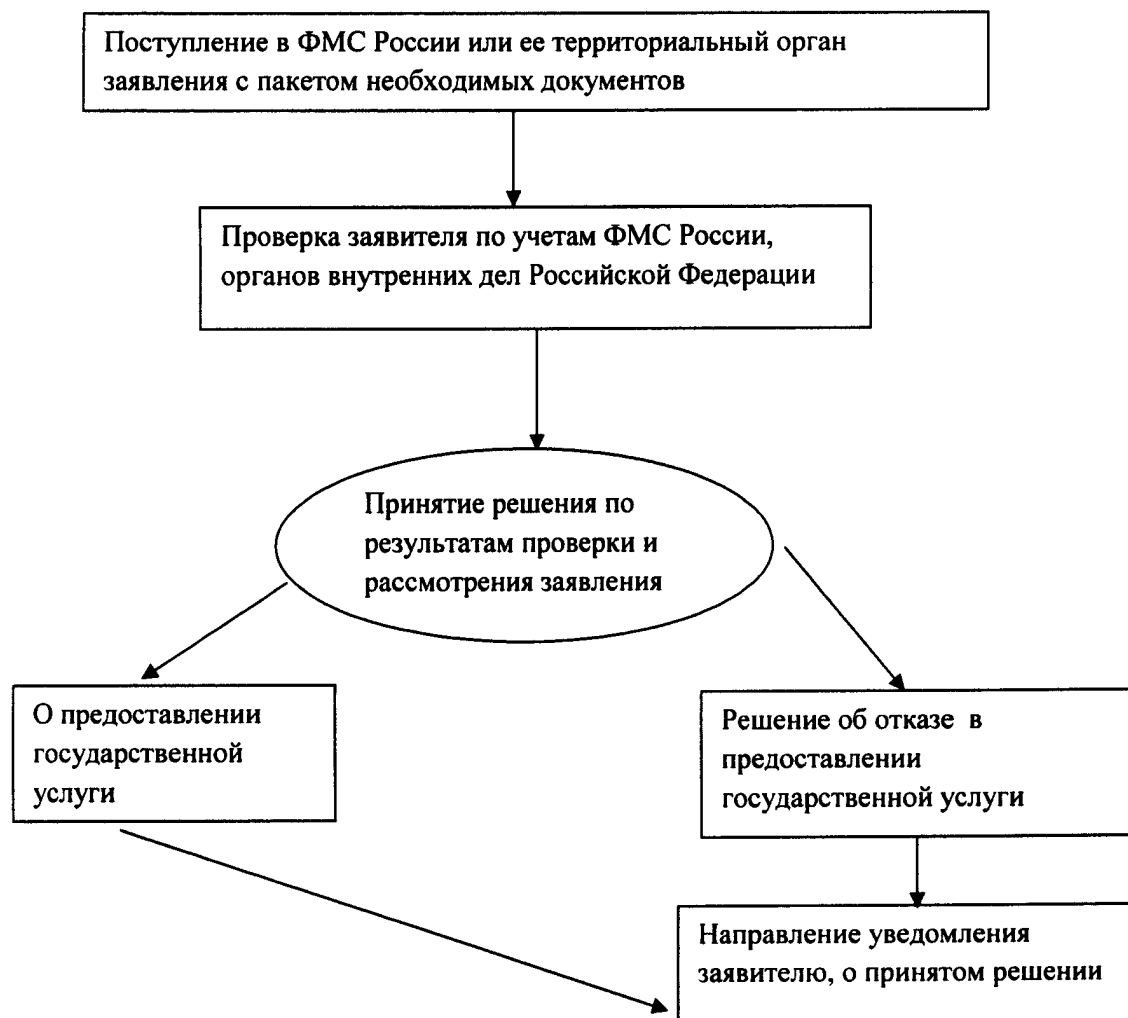 Поступление в ФМС России или ее территориальный орган
заявления с пакетом необходимых документов
Проверка заявителя по учетам ФМС России,
органов внутренних дел Российской Федерации
Принятие решения по
результатам проверки и
рассмотрения заявления
О предоставлении
государственной
услуги
Решение об отказе в
предоставлении
государственной услуги
Направление уведомления
заявителю, о принятом решении